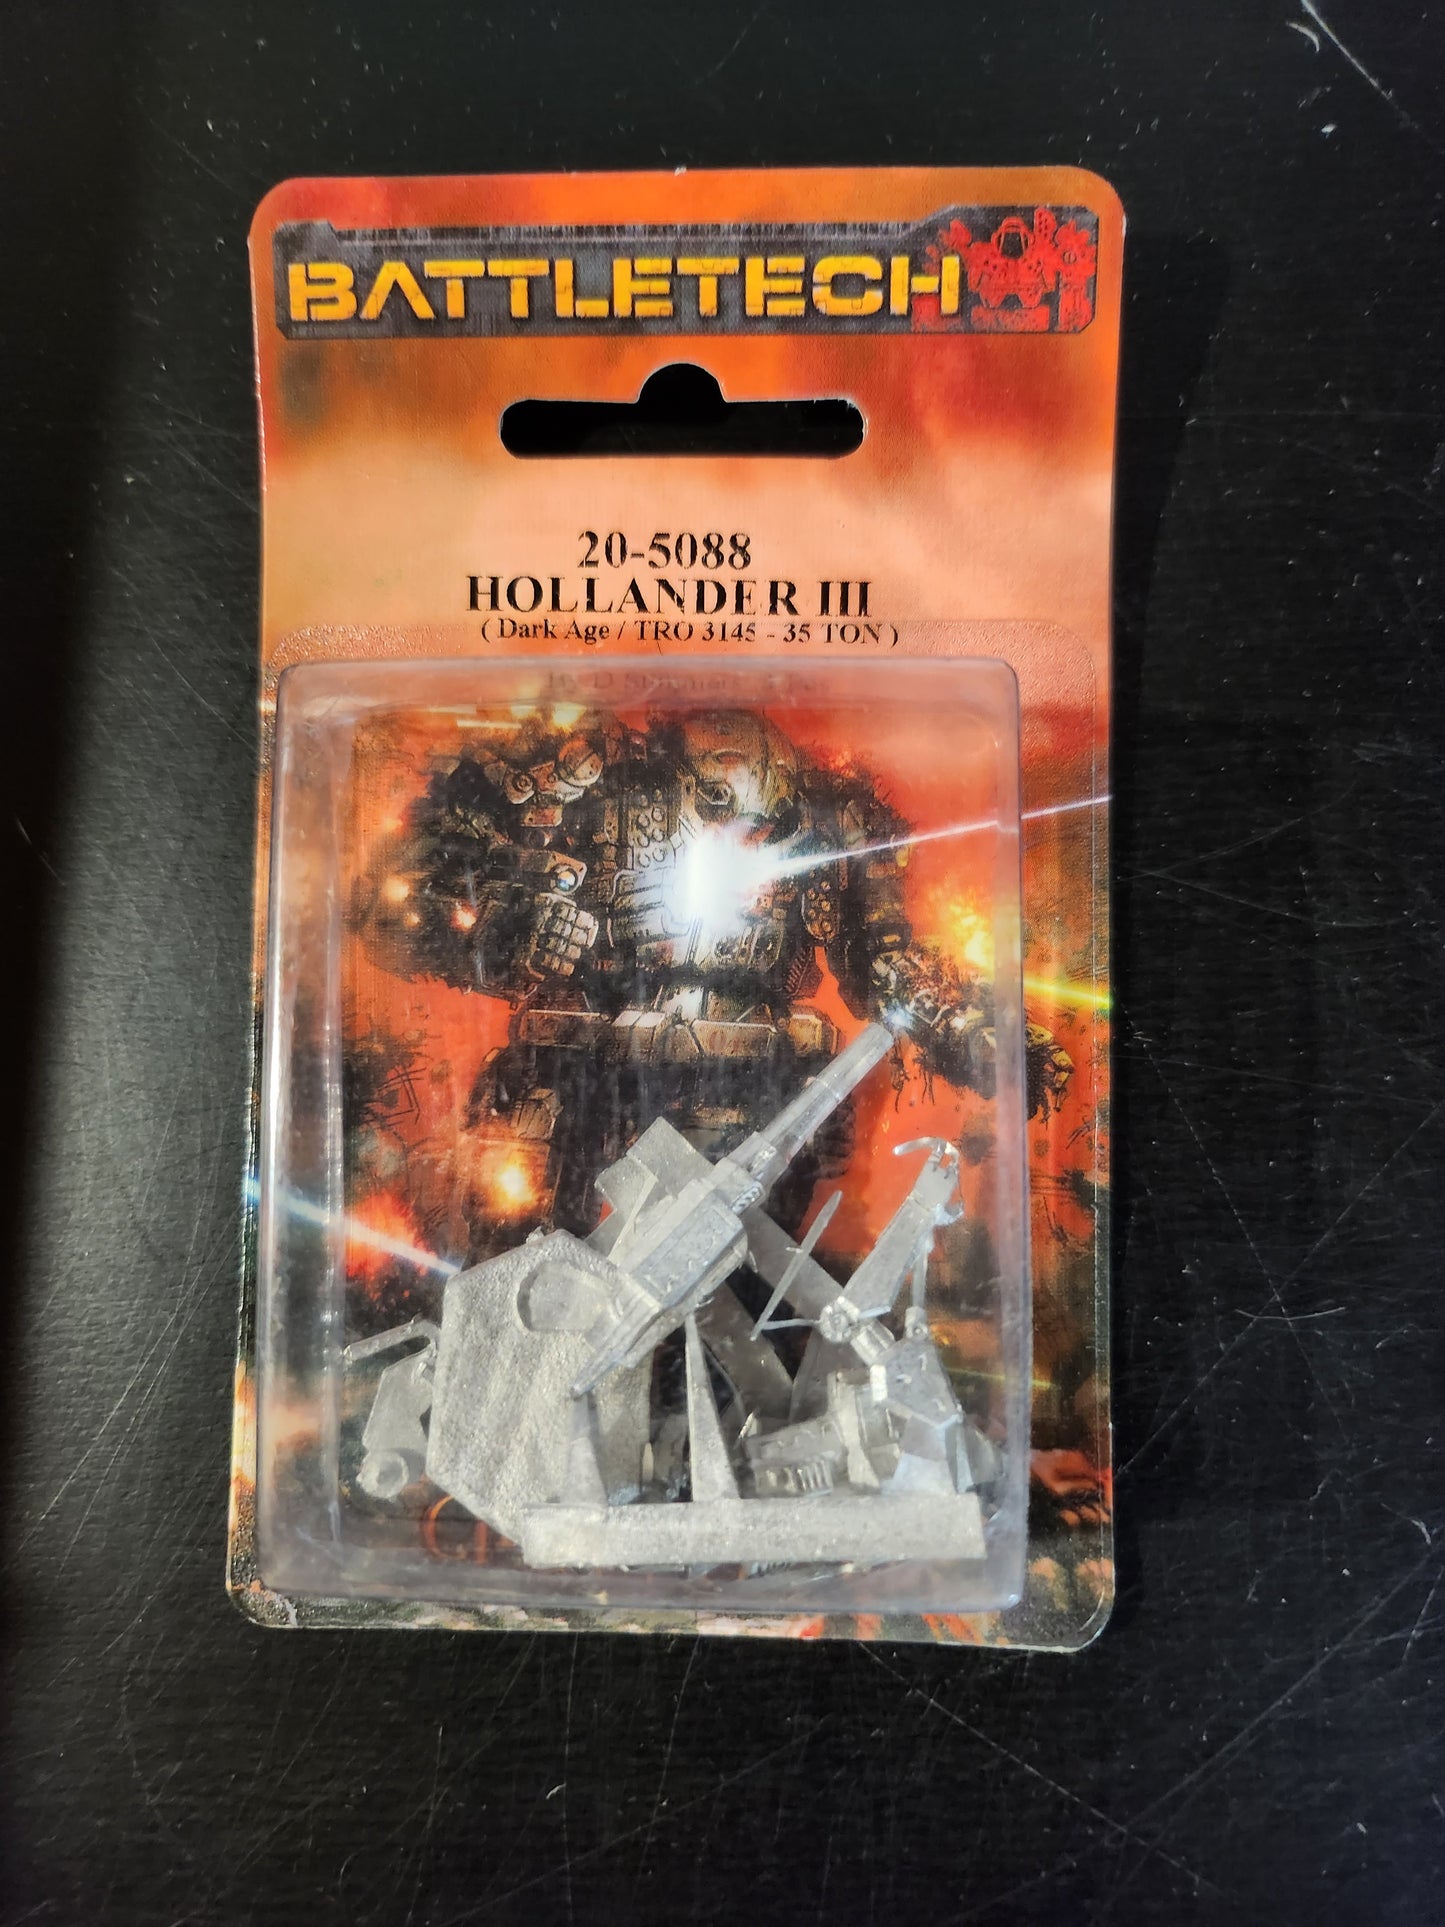 BATTLETECH
20-5088
HOLLANDER III
( Dark Age / TRO 3145 - 35 TON )